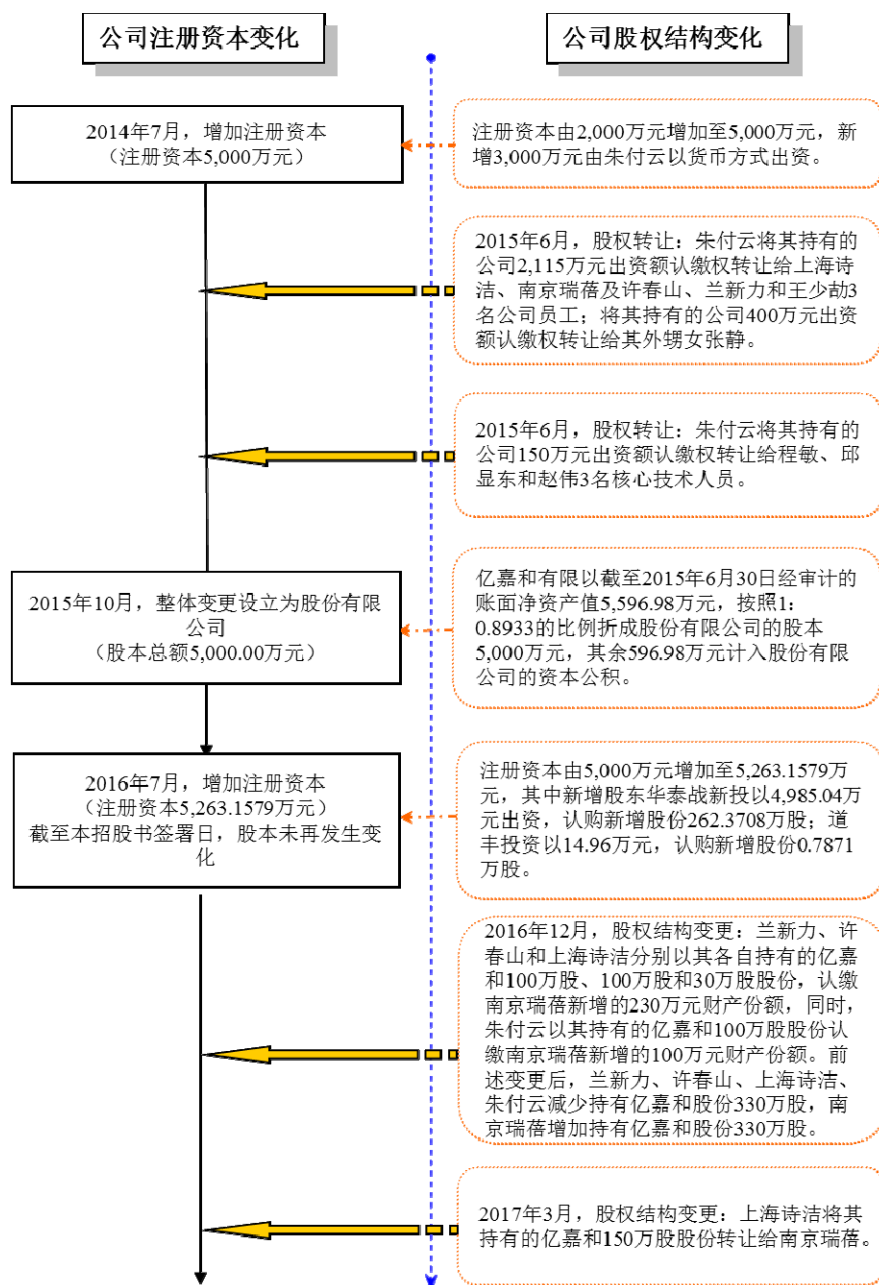 公司注册资本变化
公司股权结构变化
2014年7月，增加注册资本
（注册资本5,000万元）
注册资本由2,000万元增加至5,000万元，新
增3,000万元由朱付云以货币方式出资。
2015年6月，股权转让：朱付云将其持有的
公司2,115万元出资额认缴权转让给上海诗
洁、南京瑞蓓及许春山、兰新力和王少劼3
名公司员工；将其持有的公司400万元出资
额认缴权转让给其外甥女张静。
2015年6月，股权转让：朱付云将其持有的
公司150万元出资额认缴权转让给程敏、邱
显东和赵伟3名核心技术人员。
2015年10月，整体变更设立为股份有限
公司
（股本总额5,000.00万元）
亿嘉和有限以截至2015年6月30日经审计的
账面净资产值5,596.98万元，按照1：
0.8933的比例折成股份有限公司的股本
5,000万元，其余596.98万元计入股份有限
公司的资本公积。
2016年7月，增加注册资本
（注册资本5,263.1579万元）
截至本招股书签署日，股本未再发生变
化
注册资本由5,000万元增加至5,263.1579万
元，其中新增股东华泰战新投以4,985.04万
元出资，认购新增股份262.3708万股；道
丰投资以14.96万元，认购新增股份0.7871
万股。
2016年12月，股权结构变更：兰新力、许
春山和上海诗洁分别以其各自持有的亿嘉
和100万股、100万股和30万股股份，认缴
南京瑞蓓新增的230万元财产份额，同时，
朱付云以其持有的亿嘉和100万股股份认
缴南京瑞蓓新增的100万元财产份额。前
述变更后，兰新力、许春山、上海诗洁、
朱付云减少持有亿嘉和股份330万股，南
京瑞蓓增加持有亿嘉和股份330万股。
2017年3月，股权结构变更：上海诗洁将其
持有的亿嘉和150万股股份转让给南京瑞蓓。